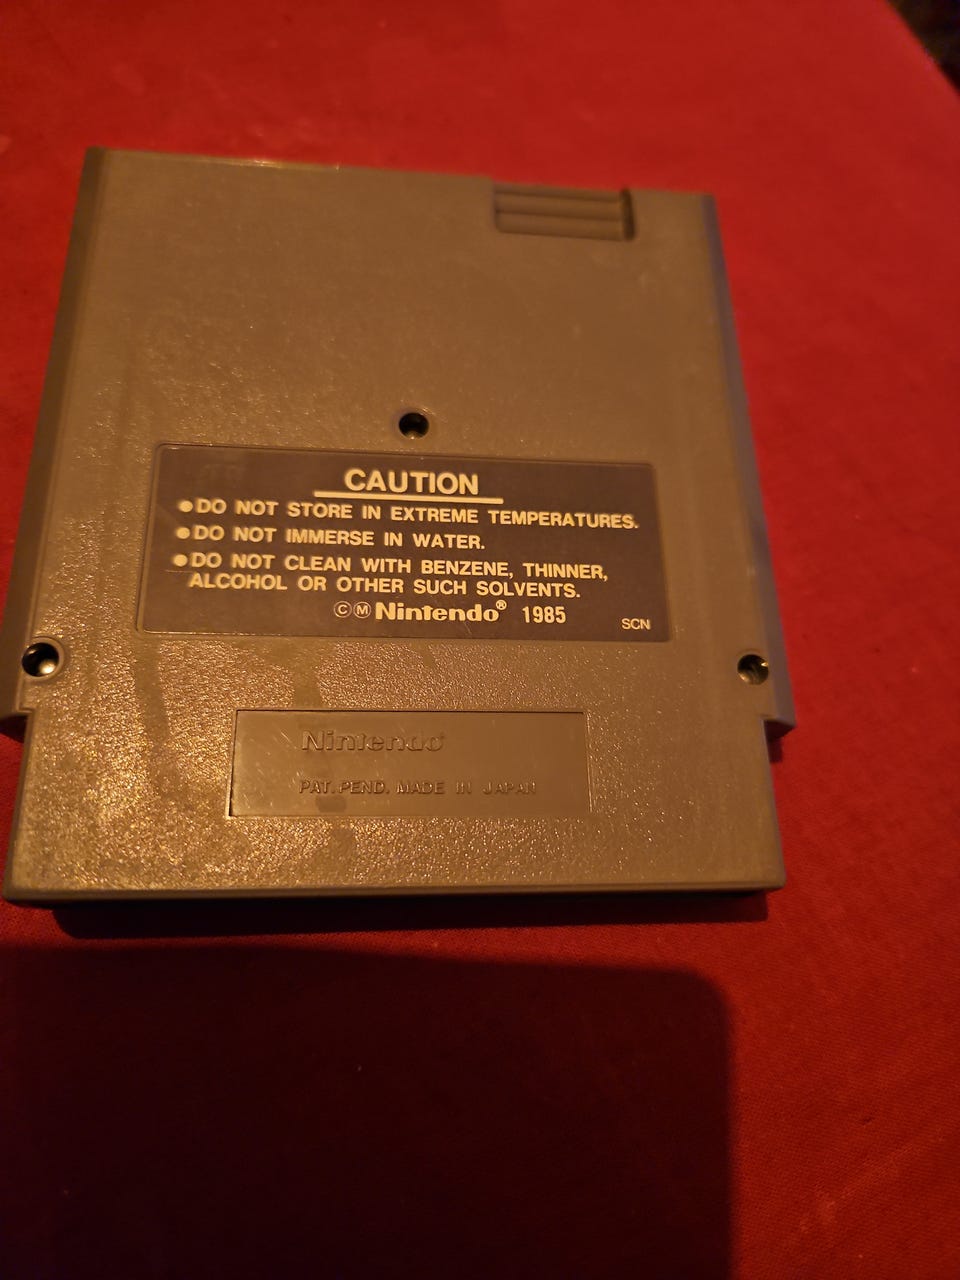 CAUTION
●DO NOT STORE IN EXTREME TEMPERATURES.
●DO NOT IMMERSE IN WATER.
●DO NOT CLEAN WITH BENZENE, THINNER,
ALCOHOL OR OTHER SUCH SOLVENTS.
ⒸⓂ Nintendo® 1985
SCN
Nintendo®
PAT. PEND. MADE IN JAPAN